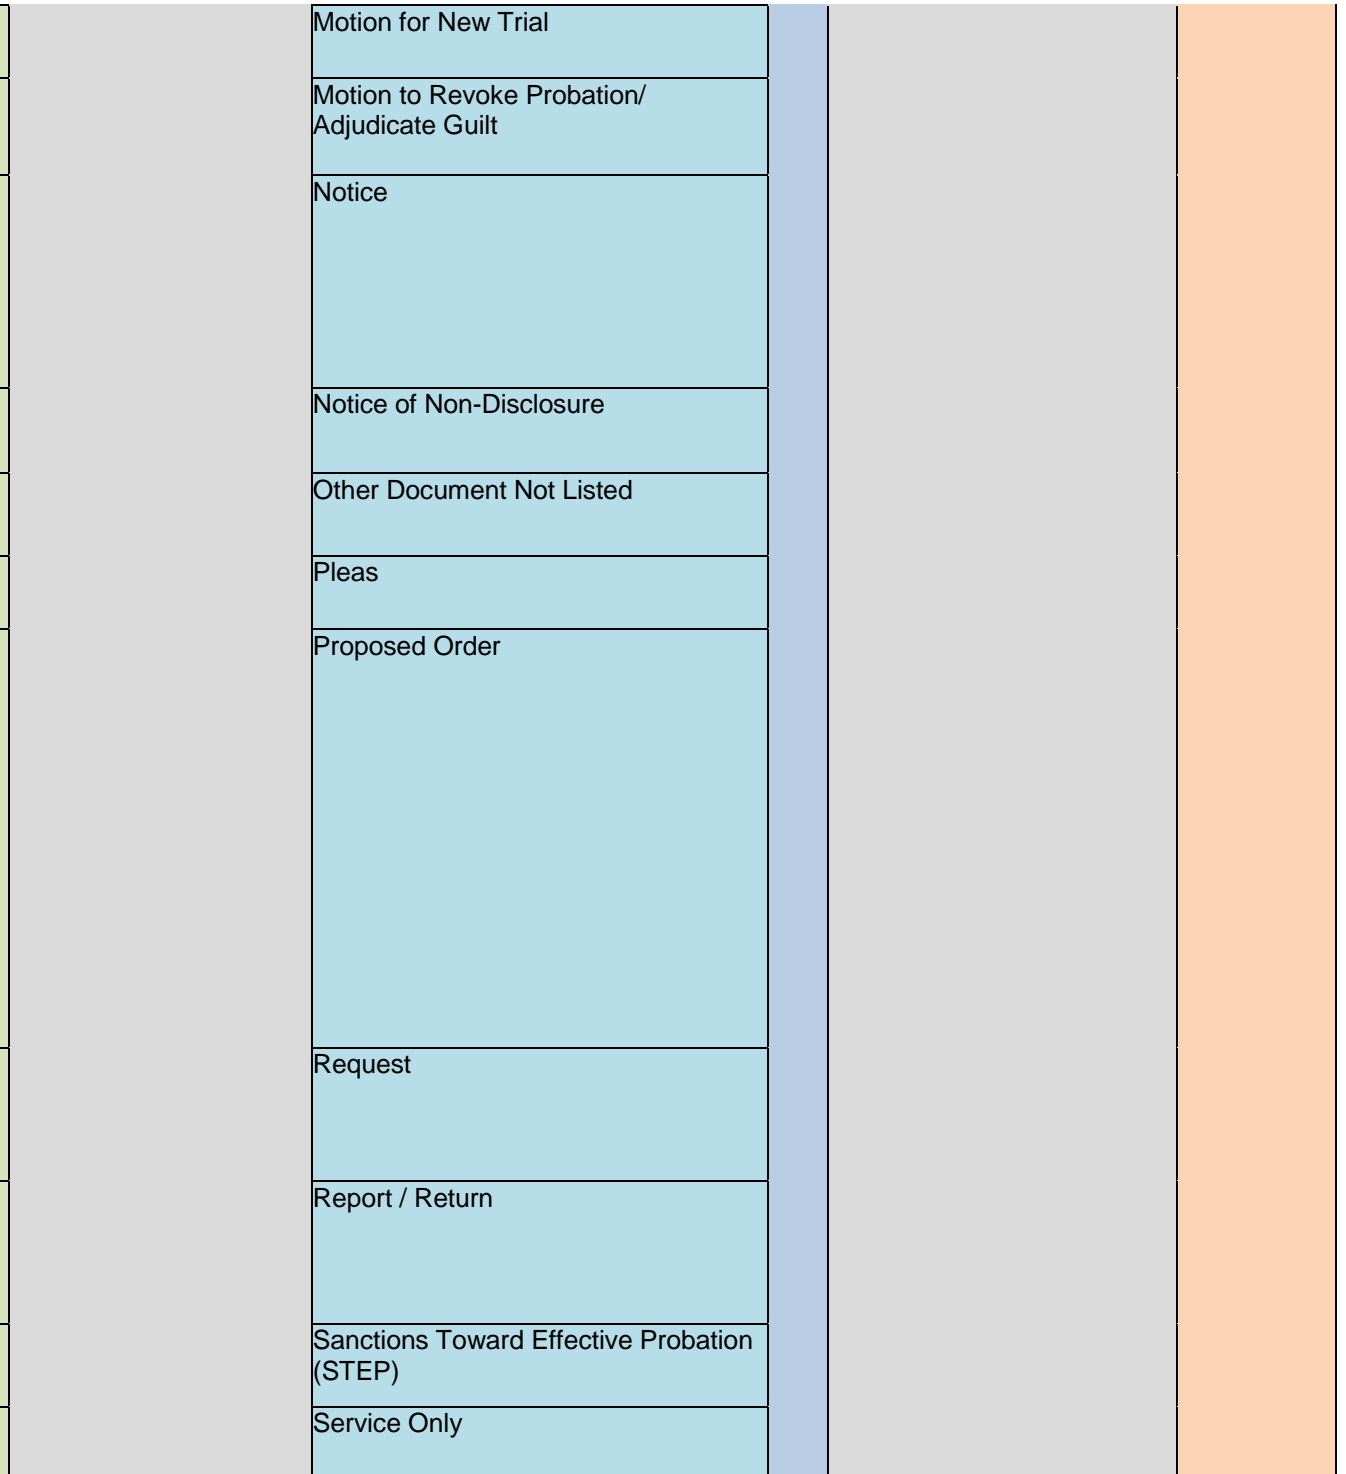 Motion for New Trial
Motion to Revoke Probation/
Adjudicate Guilt
Notice
Notice of Non-Disclosure
Other Document Not Listed
Pleas
Proposed Order
Request
Report / Return
Sanctions Toward Effective Probation
(STEP)
Service Only